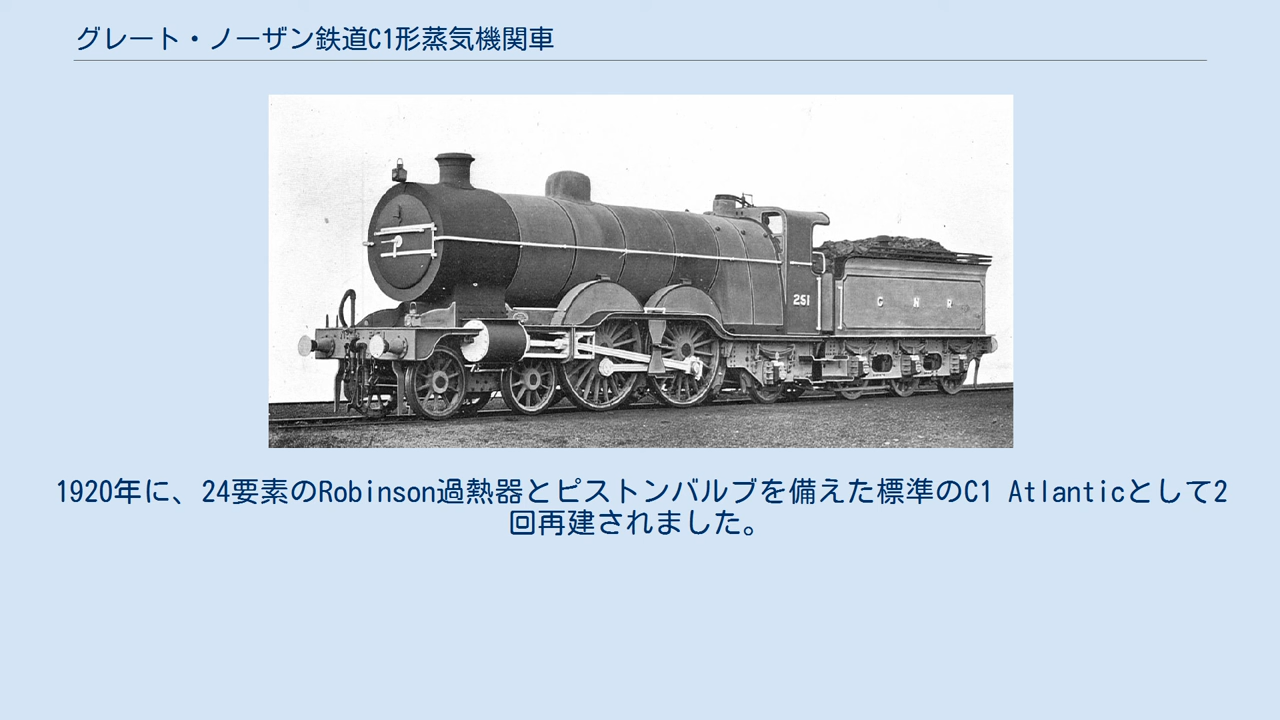 グレート・ノーザン鉄道C1形蒸気機関車
251
G N R
1920年に、24要素のRobinson過熱器とピストンバルブを備えた標準のC1 Atlanticとして2
回再建されました。